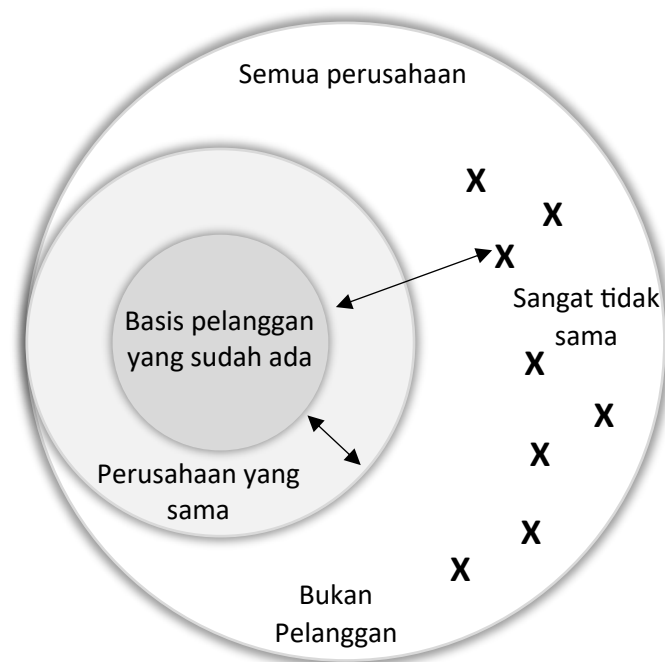 Semua perusahaan
X
X
X
Sangat tidak
sama
Basis pelanggan
yang sudah ada
X
X
X
Perusahaan yang
sama
X
X
Bukan
Pelanggan